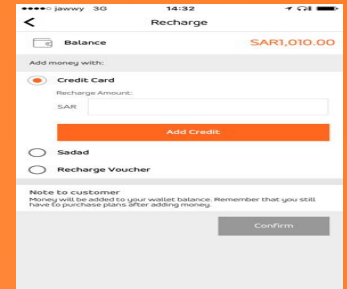 jawwy 3G 14:32
Recharge
Balance SAR1,010.00
Add money with:
Credit Card
Recharge Amount:
SAR
Add Credit
Sadad
Recharge Voucher
Note to customer
Money will be added to your wallet balance. Remember that you still
have to purchase plans after adding money.
Confirm